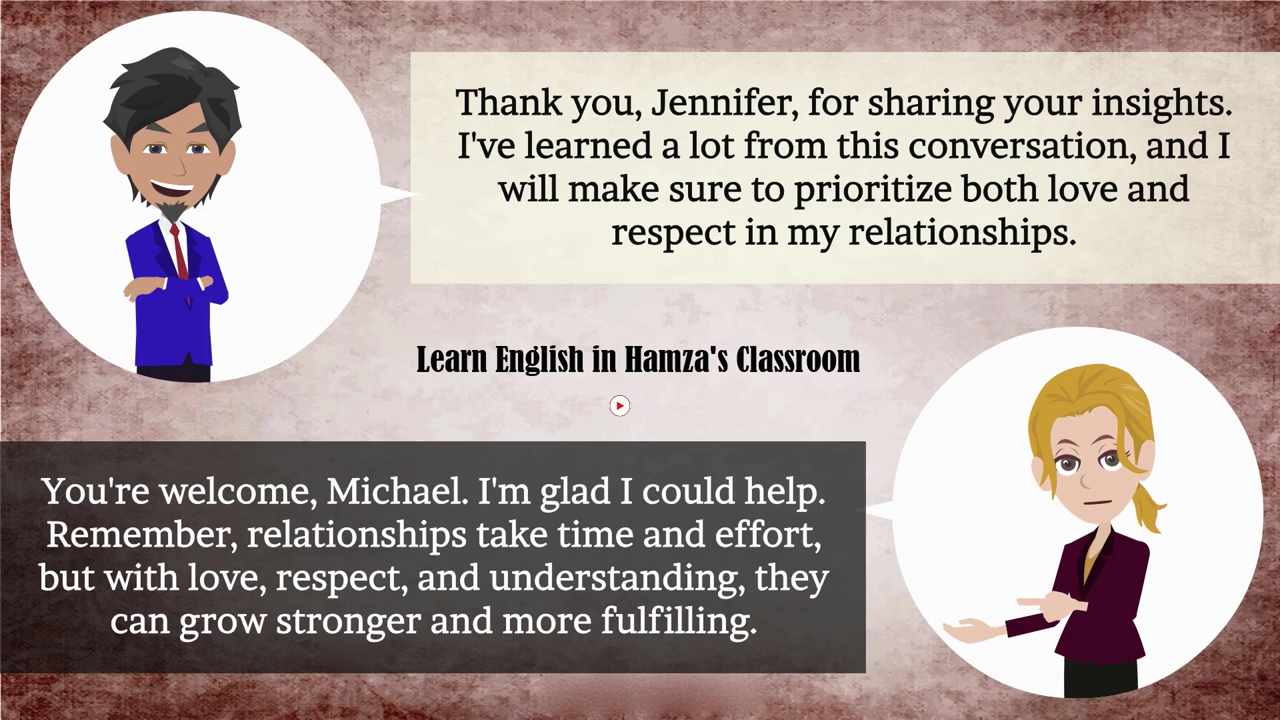 Thank you, Jennifer, for sharing your insights.
I've learned a lot from this conversation, and I
will make sure to prioritize both love and
respect in my relationships.
Learn English in Hamza's Classroom
You're welcome, Michael. I'm glad I could help.
Remember, relationships take time and effort,
but with love, respect, and understanding, they
can grow stronger and more fulfilling.